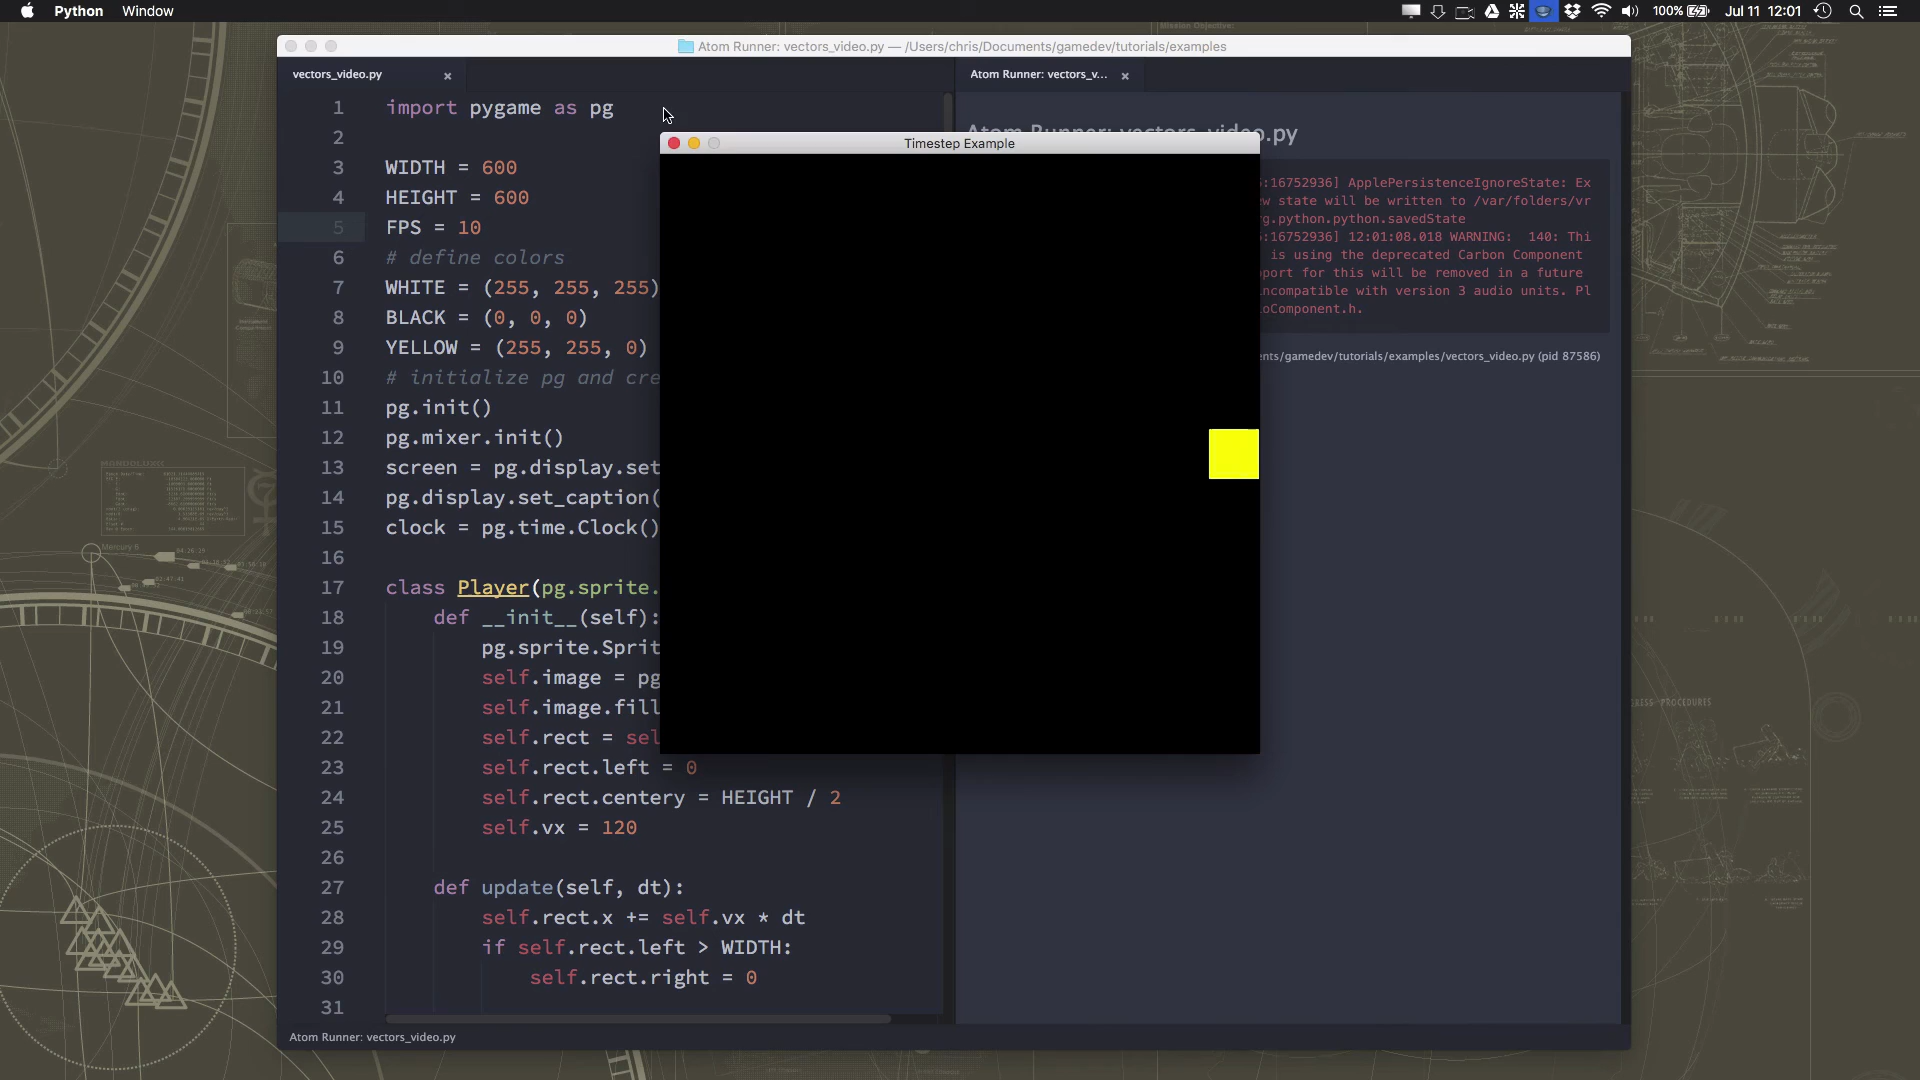 Python Window
100% Jul 11 12:01
Atom Runner: vectors_video.py — /Users/chris/Documents/gamedev/tutorials/examples
vectors_video.py ×
1 import pygame as pg
2
3 WIDTH = 600
4 HEIGHT = 600
5 FPS = 10
6 # define colors
7 WHITE = (255, 255, 255)
8 BLACK = (0, 0, 0)
9 YELLOW = (255, 255, 0)
10 # initialize pg and cre
11 pg.init()
12 pg.mixer.init()
13 screen = pg.display.set
14 pg.display.set_caption(
15 clock = pg.time.Clock()
16
17 class Player(pg.sprite.
18 def __init__(self):
19 pg.sprite.Sprit
20 self.image = pg
21 self.image.fill
22 self.rect = sel
23 self.rect.left = 0
24 self.rect.centery = HEIGHT / 2
25 self.vx = 120
26
27 def update(self, dt):
28 self.rect.x += self.vx * dt
29 if self.rect.left > WIDTH:
30 self.rect.right = 0
31
Timestep Example
Atom Runner: vectors_v... ×
Atom Runner: vectors_video.py
:16752936] ApplePersistenceIgnoreState: Ex
w state will be written to /var/folders/vr
rg.python.python.savedState
:16752936] 12:01:08.018 WARNING: 140: Thi
is using the deprecated Carbon Component
port for this will be removed in a future
incompatible with version 3 audio units. Pl
oComponent.h.
ents/gamedev/tutorials/examples/vectors_video.py (pid 87586)
Atom Runner: vectors_video.py